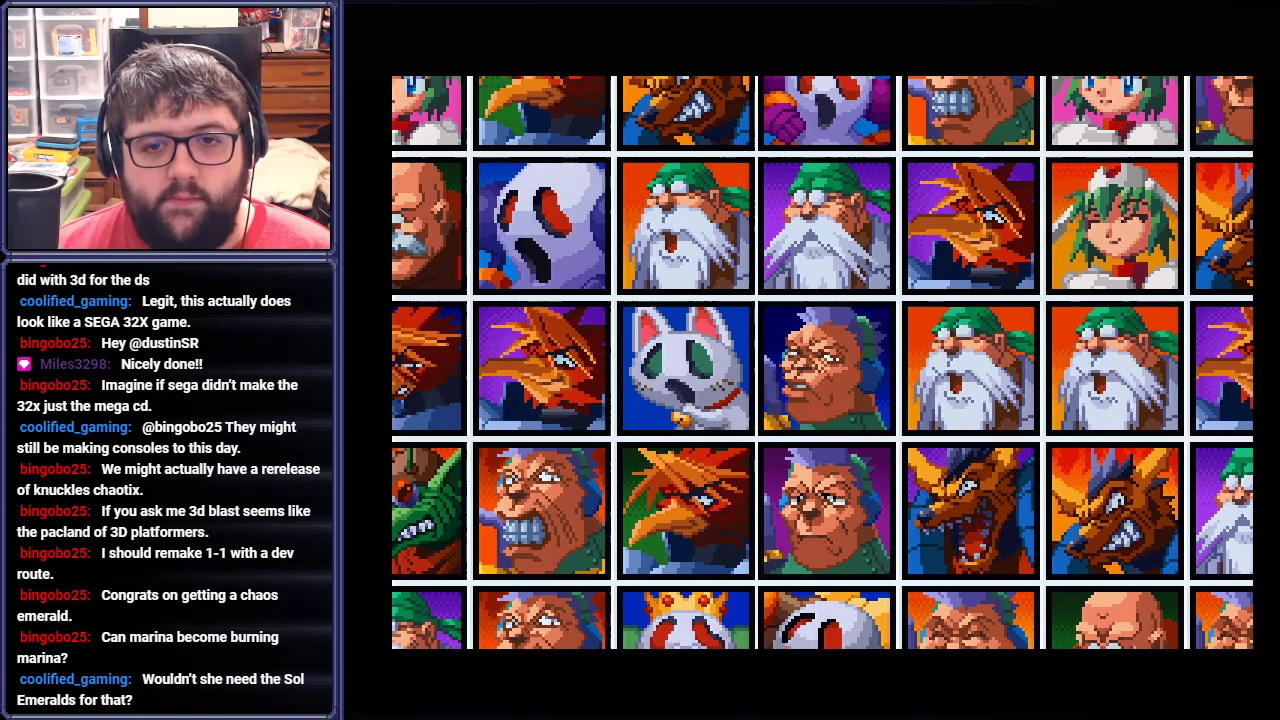 did with 3d for the ds
coolified_gaming: Legit, this actually does
look like a SEGA 32X game.
bingobo25: Hey @dustinSR
Miles3298: Nicely done!!
bingobo25: Imagine if sega didn't make the
32x just the mega cd.
coolified_gaming: @bingobo25 They might
still be making consoles to this day.
bingobo25: We might actually have a rerelease
of knuckles chaotix.
bingobo25: If you ask me 3d blast seems like
the pacland of 3D platformers.
bingobo25: I should remake 1-1 with a dev
route.
bingobo25: Congrats on getting a chaos
emerald.
bingobo25: Can marina become burning
marina?
coolified_gaming: Wouldn't she need the Sol
Emeralds for that?